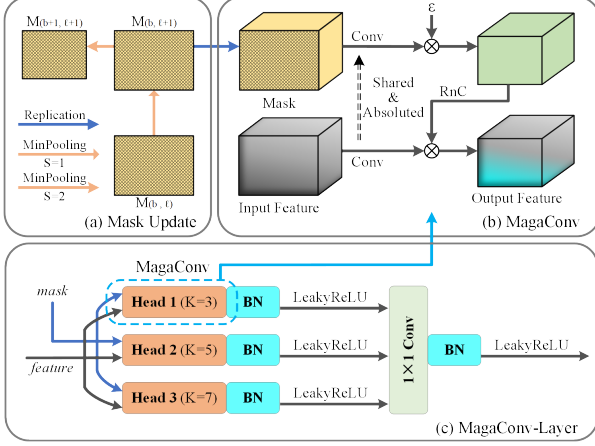 M(b+1, ℓ+1)
M(b, ℓ+1)
Replication
MinPooling
S=1
MinPooling
S=2
M(b, ℓ)
(a) Mask Update
Mask
Conv
ε
Shared
&
Absoluted
RnC
Conv
Input Feature
Output Feature
(b) MagaConv
MagaConv
mask
feature
Head 1 (K=3)
BN
LeakyReLU
Head 2 (K=5)
BN
LeakyReLU
Head 3 (K=7)
BN
LeakyReLU
1×1 Conv
BN
LeakyReLU
(c) MagaConv-Layer